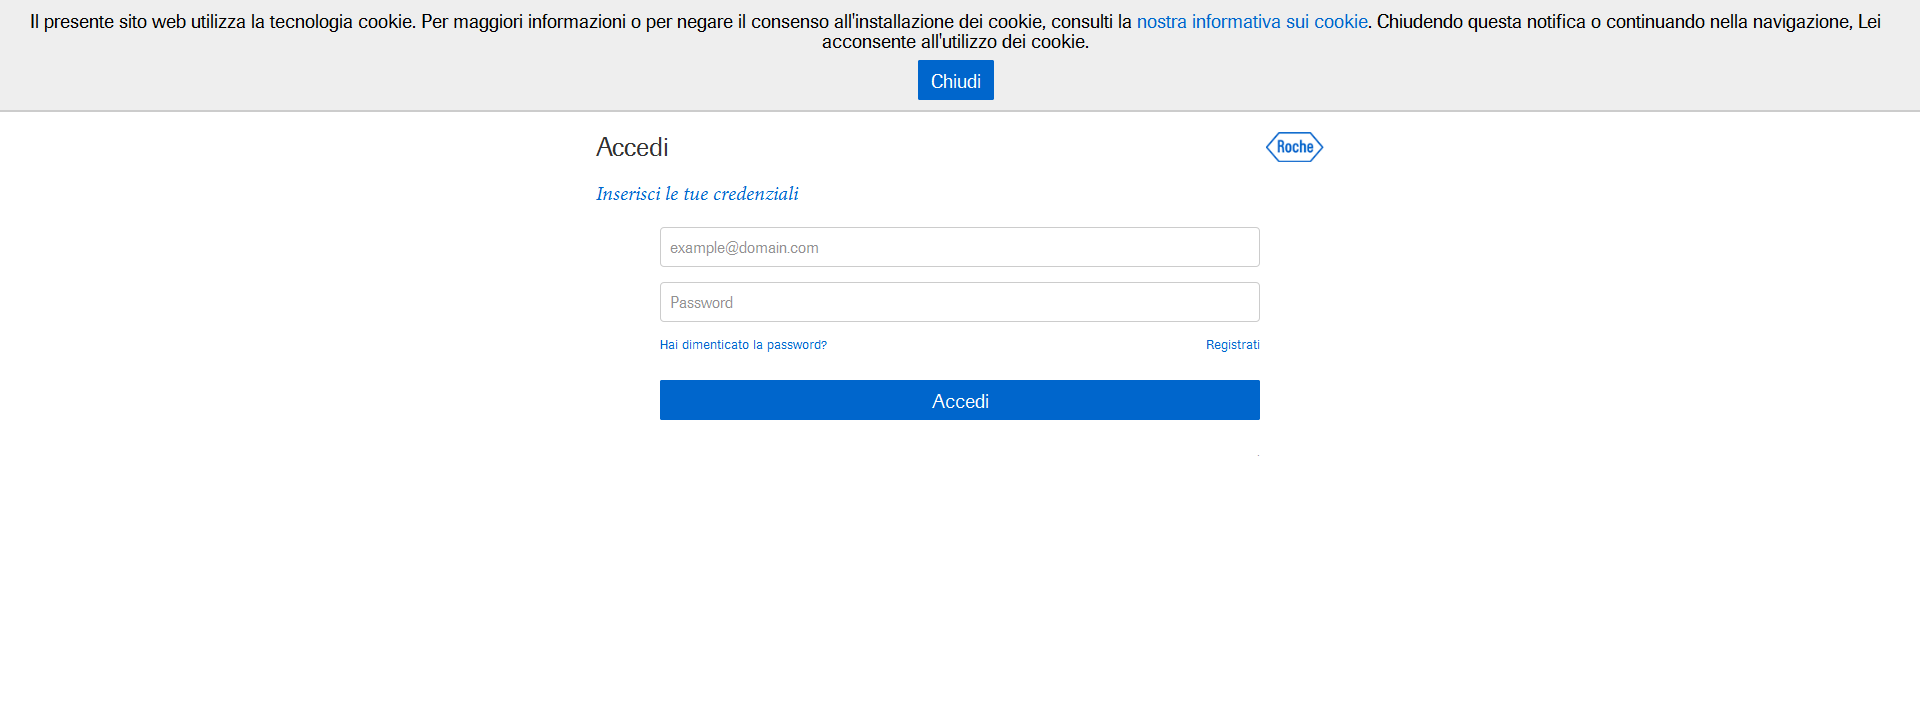 Il presente sito web utilizza la tecnologia cookie. Per maggiori informazioni o per negare il consenso all'installazione dei cookie, consulti la nostra informativa sui cookie. Chiudendo questa notifica o continuando nella navigazione, Lei
acconsente all'utilizzo dei cookie.
Chiudi
Accedi
Roche
Inserisci le tue credenziali
example@domain.com
Password
Hai dimenticato la password?
Registrati
Accedi